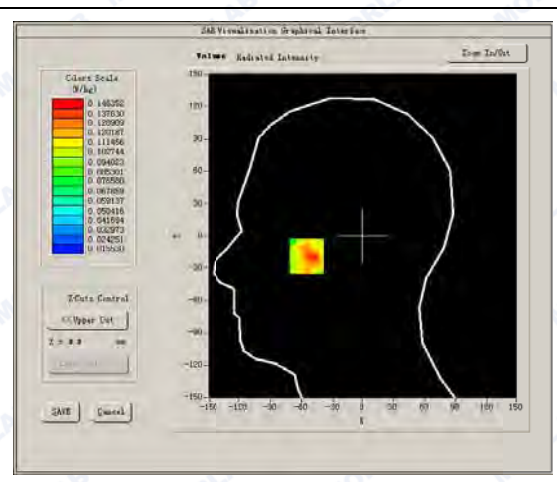 SAR Visualisation Graphical Interface
Volume Radiated Intensity
Zoom In/Out
Colors Scale
(W/kg)
0.146352
0.137630
0.128909
0.120187
0.111466
0.102744
0.094023
0.085301
0.076580
0.067859
0.059137
0.050416
0.041694
0.032973
0.024251
0.015530
150
120
90
60
30
0
-30
-60
-90
-120
-150
-150 -120 -90 -60 -30 0 30 60 90 120 150
X
Z-Cuts Control
<<Upper Cut
Z = 0.0 mm
SAVE Cancel